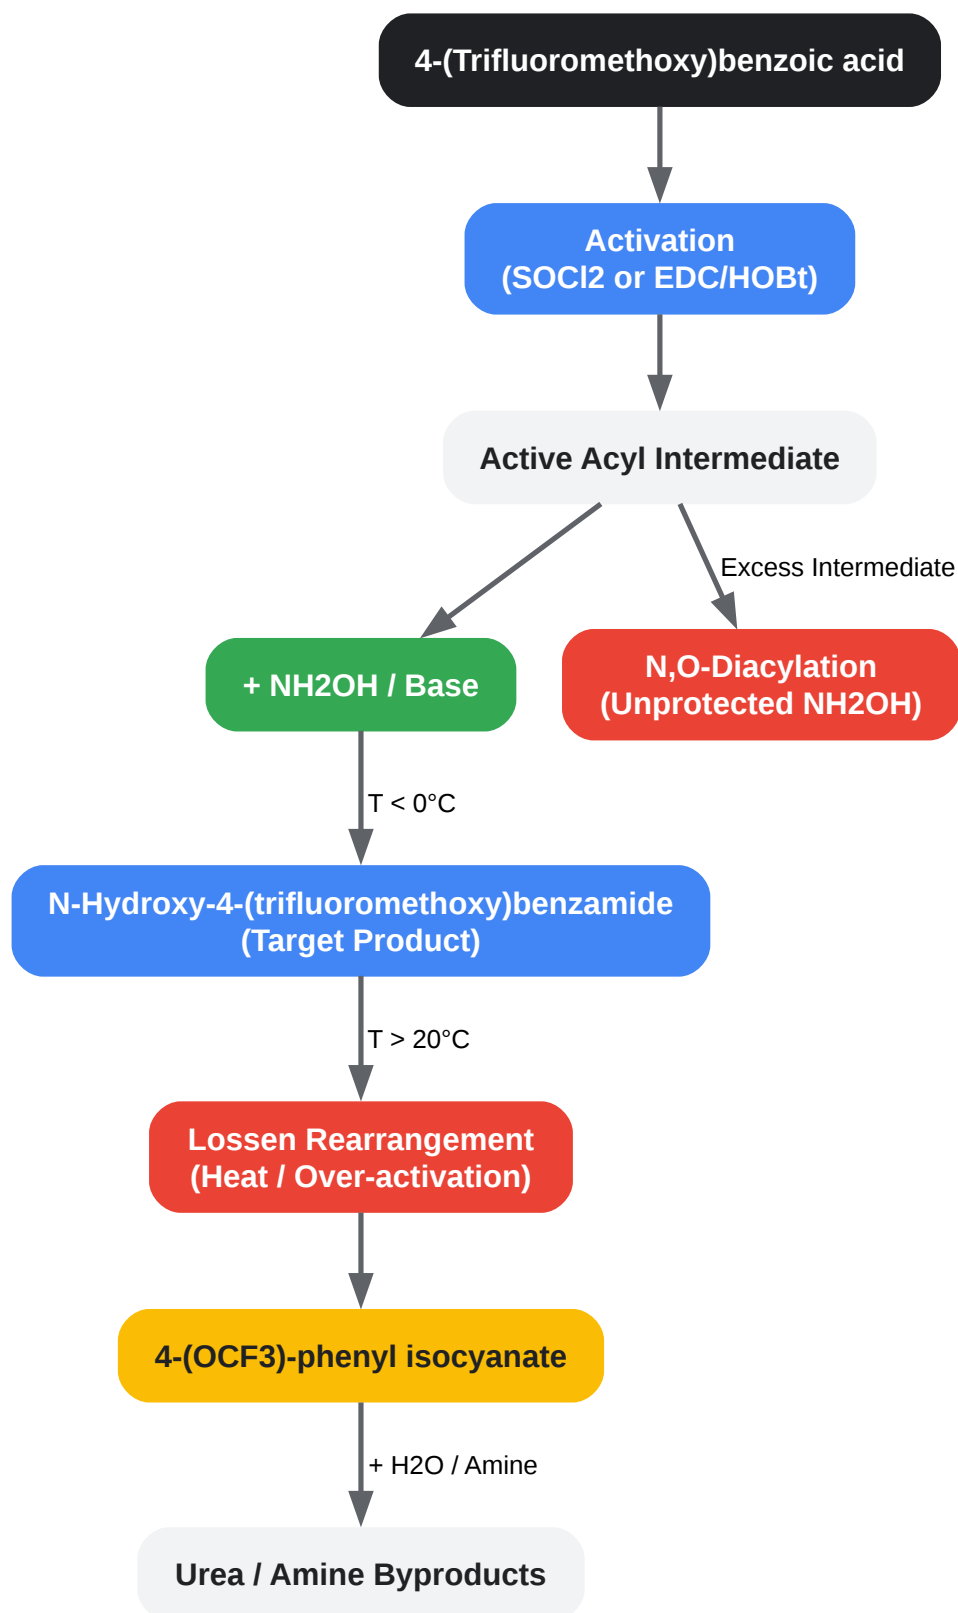 4-(Trifluoromethoxy)benzoic acid
Activation
(SOCl2 or EDC/HOBt)
Active Acyl Intermediate
Excess Intermediate
+ NH2OH / Base
N,O-Diacylation
(Unprotected NH2OH)
T < 0°C
N-Hydroxy-4-(trifluoromethoxy)benzamide
(Target Product)
T > 20°C
Lossen Rearrangement
(Heat / Over-activation)
4-(OCF3)-phenyl isocyanate
+ H2O / Amine
Urea / Amine Byproducts